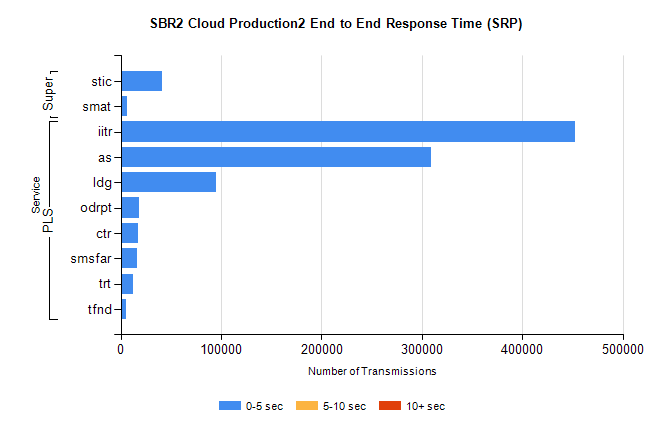 SBR2 Cloud Production2 End to End Response Time (SRP)
Super
stic
smat
Service
PLS
iitr
as
ldg
odrpt
ctr
smsfar
trt
tfnd
0 100000 200000 300000 400000 500000
Number of Transmissions
0-5 sec 5-10 sec 10+ sec